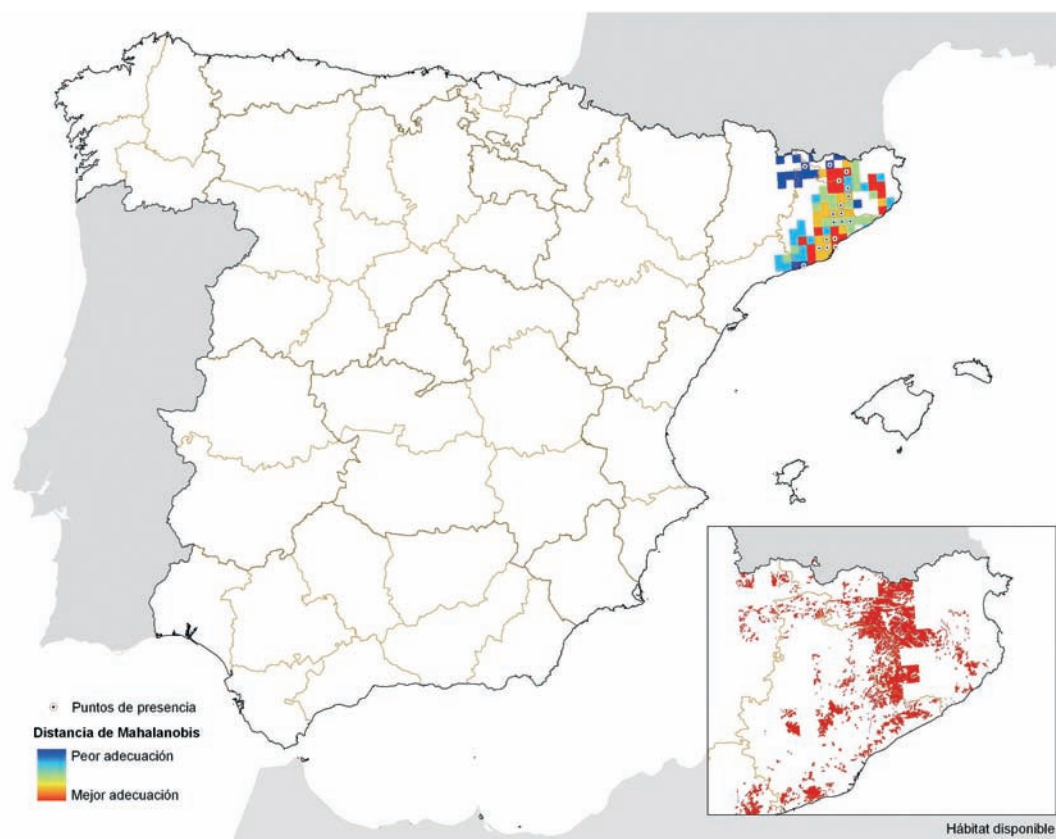 Puntos de presencia
Distancia de Mahalanobis
Peor adecuación
Mejor adecuación
Hábitat disponible